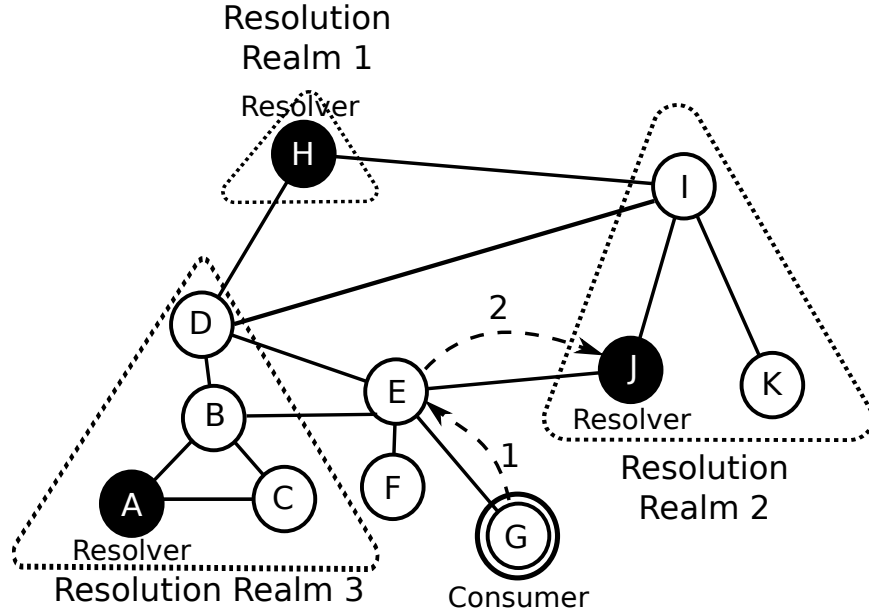 Resolution
Realm 1
Resolver
H
I
D
2
J
K
E
B
Resolver
1
A
C
F
Resolution
Realm 2
G
Resolver
Resolution Realm 3
Consumer